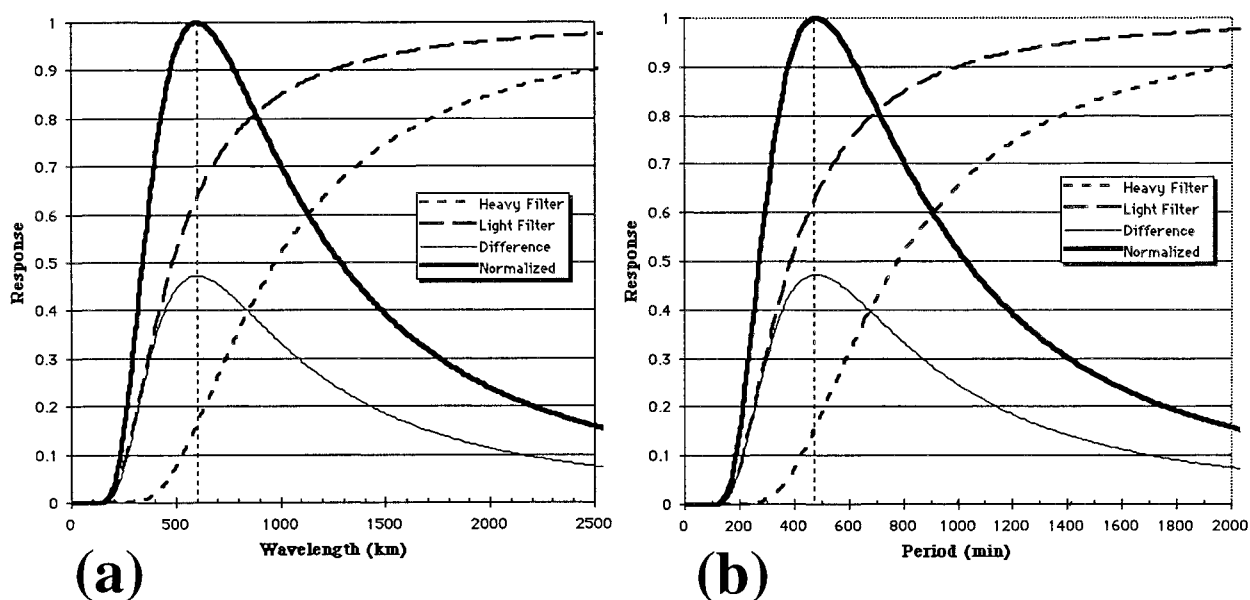 1
0.9
0.8
0.7
0.6
0.5
0.4
0.3
0.2
0.1
0
Response
0 500 1000 1500 2000 2500
Wavelength (km)
Heavy Filter
Light Filter
Difference
Normalized
(a)
1
0.9
0.8
0.7
0.6
0.5
0.4
0.3
0.2
0.1
0
Response
0 200 400 600 800 1000 1200 1400 1600 1800 2000
Period (min)
Heavy Filter
Light Filter
Difference
Normalized
(b)